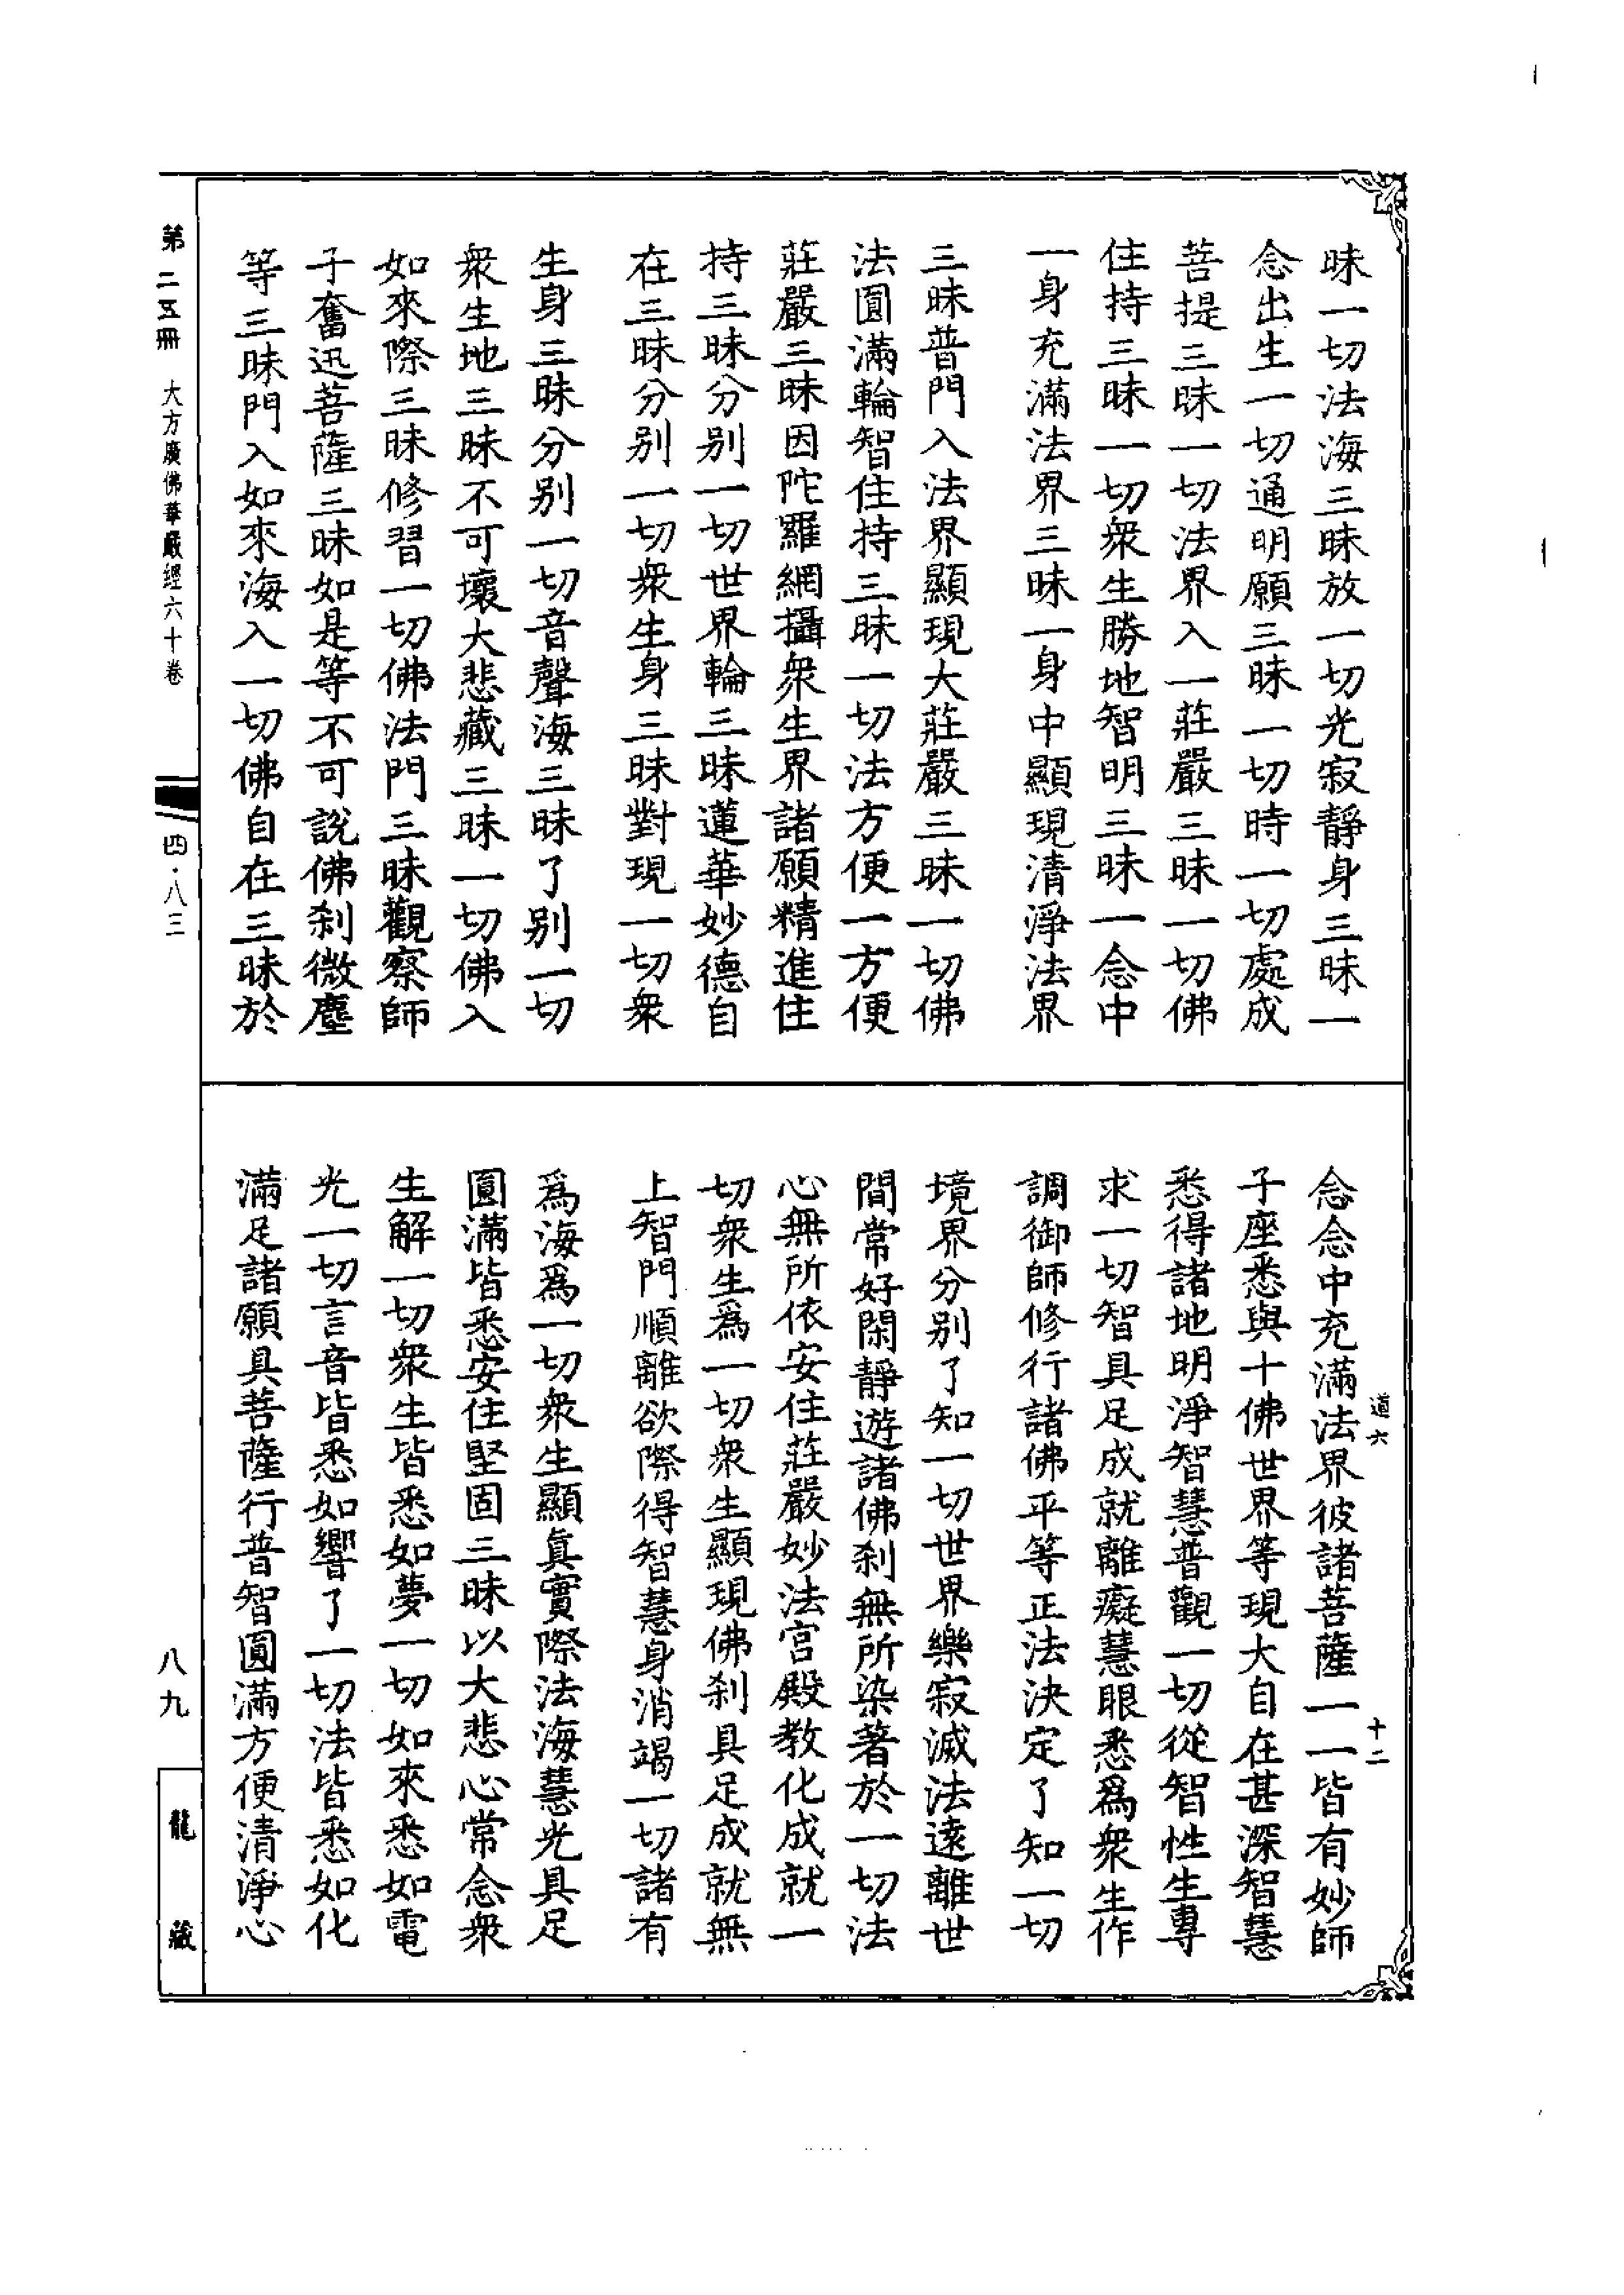 昧一切法海三昧放一切光寂靜身三昧一
念出生一切通明願三昧一切時一切處成
菩提三昧一切法界入一莊嚴三昧一切佛
住持三昧一切衆生勝地智明三昧一念中
一身充滿法界三昧一身中顯現清淨法界
三昧普門入法界顯現大莊嚴三昧一切佛
法圓滿輪智住持三昧一切法方便一方便
莊嚴三昧因陀羅網攝衆生界諸願精進住
持三昧分别一切世界輪三昧蓮華妙德自
在三昧分别一切衆生身三昧對現一切衆
生身三昧分别一切音聲海三昧了别一切
衆生地三昧不可壞大悲藏三昧一切佛入
如來際三昧修習一切佛法門三昧觀察師
子奮迅菩薩三昧如是等不可說佛刹微塵
等三昧門入如來海入一切佛自在三昧於
念念中充滿法界彼諸菩薩一一皆有妙師
子座悉與十佛世界等現大自在甚深智慧
悉得諸地明淨智慧普觀一切從智性生專
求一切智具足成就離癡慧眼悉爲衆生作
調御師修行諸佛平等正法決定了知一切
境界分别了知一切世界樂寂滅法遠離世
間常好閑靜遊諸佛刹無所染著於一切法
心無所依安住莊嚴妙法宫殿教化成就一
切衆生爲一切衆生顯現佛刹具足成就無
上智門順離欲際得智慧身消竭一切諸有
爲海爲一切衆生顯眞實際法海慧光具足
圓滿皆悉安住堅固三昧以大悲心常念衆
生解一切衆生皆悉如夢一切如來悉如電
光一切言音皆悉如響了一切法皆悉如化
滿足諸願具菩薩行普智圓滿方便清淨心
道六
十二
第二五冊 大方廣佛華嚴經六十卷
四·八三
八九
龍藏